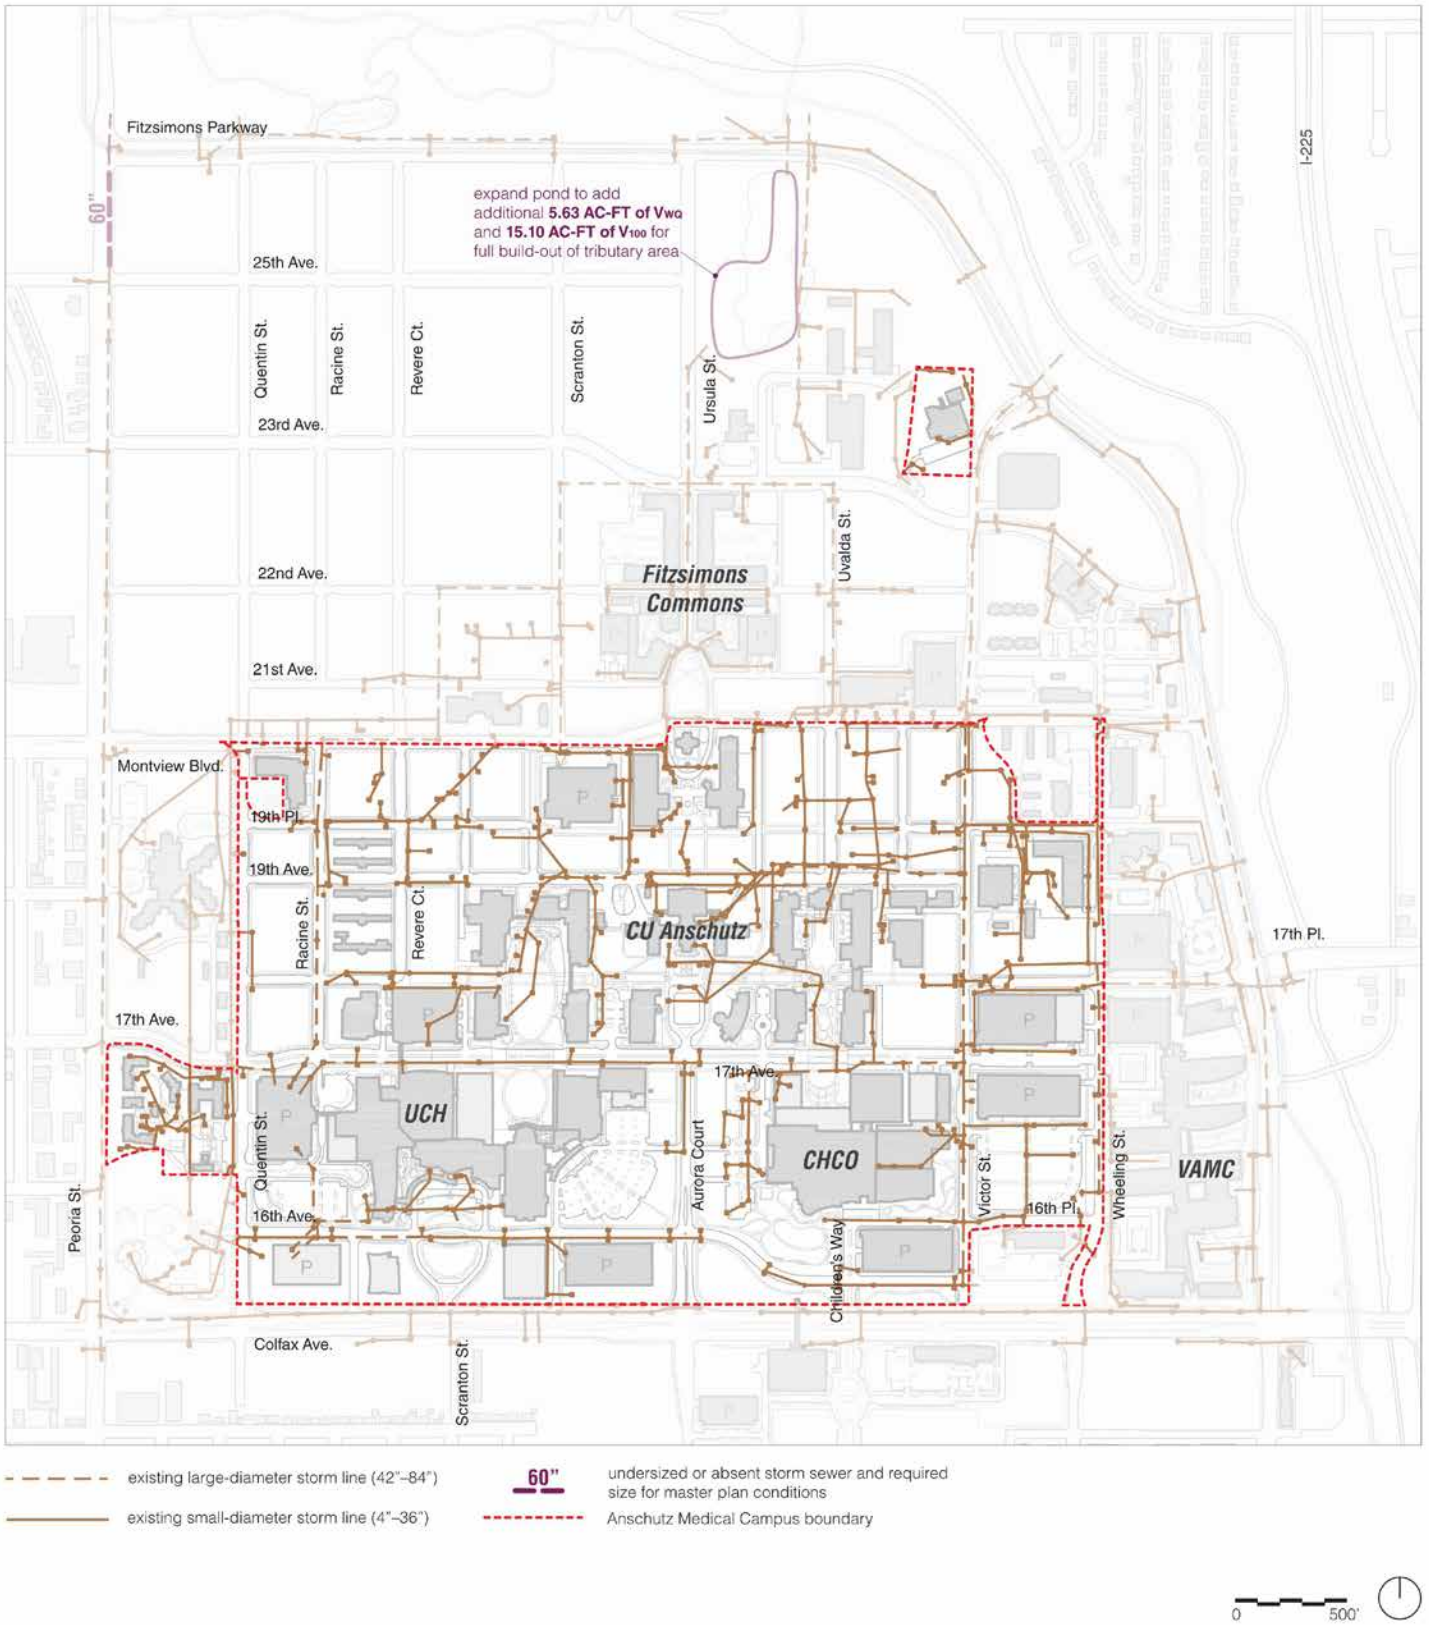 Fitzsimons Parkway
I-225
60"
expand pond to add
additional 5.63 AC-FT of VWQ
and 15.10 AC-FT of V100 for
full build-out of tributary area
25th Ave.
Quentin St.
Racine St.
Revere Ct.
Scranton St.
Ursula St.
23rd Ave.
Uvalda St.
22nd Ave.
Fitzsimons
Commons
P
P
21st Ave.
P
Montview Blvd.
P
19th Pl.
19th Ave.
Racine St.
Revere Ct.
CU Anschutz
17th Pl.
17th Ave.
P
P
P
17th Ave.
P
P
UCH
Quentin St.
Aurora Court
CHCO
Victor St.
Wheeling St.
VAMC
Peoria St.
16th Ave.
16th Pl.
Children's Way
P
P
P
Colfax Ave.
Scranton St.
P
existing large-diameter storm line (42"–84")
60"
undersized or absent storm sewer and required
size for master plan conditions
existing small-diameter storm line (4"–36")
Anschutz Medical Campus boundary
0
500'